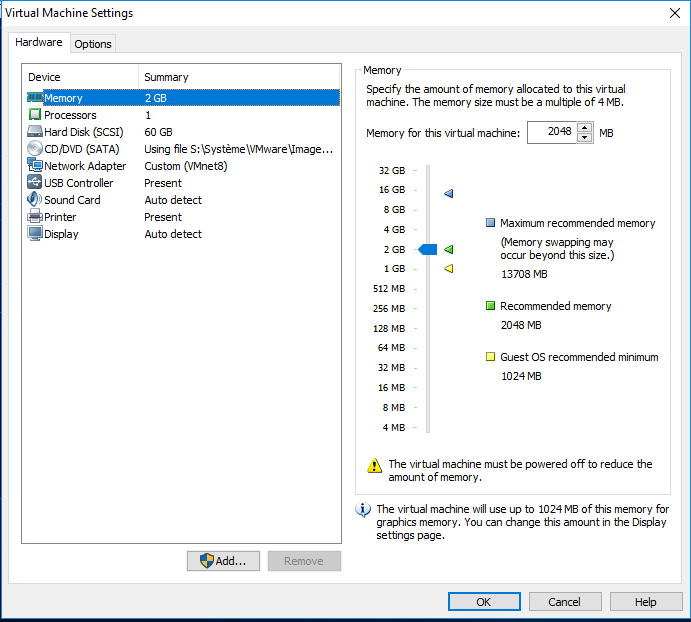 Virtual Machine Settings
Hardware
Options
Device Summary
Memory 2 GB
Processors 1
Hard Disk (SCSI) 60 GB
CD/DVD (SATA) Using file S:\Système\VMware\Image...
Network Adapter Custom (VMnet8)
USB Controller Present
Sound Card Auto detect
Printer Present
Display Auto detect
Add...
Remove
Memory
Specify the amount of memory allocated to this virtual
machine. The memory size must be a multiple of 4 MB.
Memory for this virtual machine: 2048 MB
32 GB
16 GB
8 GB
4 GB
2 GB
1 GB
512 MB
256 MB
128 MB
64 MB
32 MB
16 MB
8 MB
4 MB
Maximum recommended memory
(Memory swapping may
occur beyond this size.)
13708 MB
Recommended memory
2048 MB
Guest OS recommended minimum
1024 MB
The virtual machine must be powered off to reduce the
amount of memory.
The virtual machine will use up to 1024 MB of this memory for
graphics memory. You can change this amount in the Display
settings page.
OK
Cancel
Help